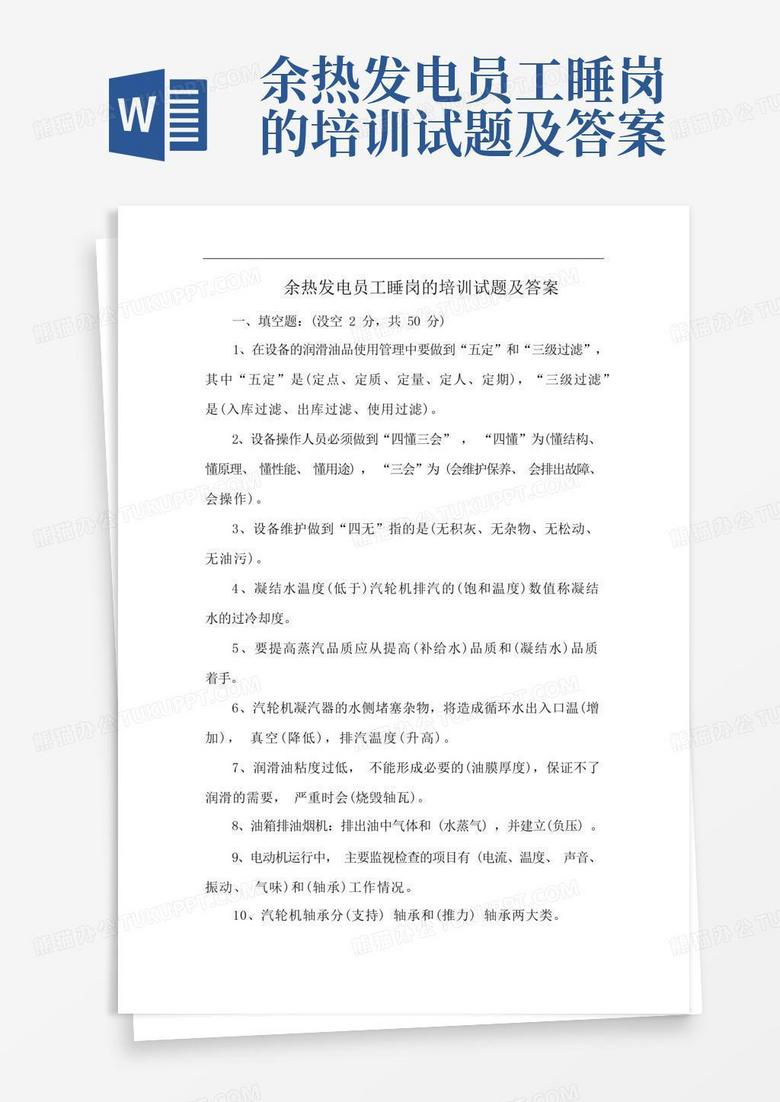 余热发电员工睡岗
的培训试题及答案
W
余热发电员工睡岗的培训试题及答案
一、填空题：(没空 2 分，共 50 分)
1、在设备的润滑油品使用管理中要做到“五定”和“三级过滤”，
其中“五定”是(定点、定质、定量、定人、定期)，“三级过滤”
是(入库过滤、出库过滤、使用过滤)。
2、设备操作人员必须做到“四懂三会” ， “四懂”为(懂结构、
懂原理、 懂性能、 懂用途) ， “三会”为 (会维护保养、 会排出故障、
会操作) 。
3、设备维护做到“四无”指的是(无积灰、无杂物、无松动、
无油污)。
4、凝结水温度(低于)汽轮机排汽的(饱和温度)数值称凝结
水的过冷却度。
5、要提高蒸汽品质应从提高(补给水)品质和(凝结水)品质
着手。
6、汽轮机凝汽器的水侧堵塞杂物，将造成循环水出入口温(增
加)， 真空(降低)，排汽温度(升高)。
7、润滑油粘度过低， 不能形成必要的(油膜厚度)，保证不了
润滑的需要， 严重时会(烧毁轴瓦)。
8、油箱排油烟机：排出油中气体和 (水蒸气) ，并建立(负压) 。
9、电动机运行中， 主要监视检查的项目有 (电流、温度、 声音、
振动、 气味)和(轴承)工作情况。
10、汽轮机轴承分(支持) 轴承和(推力) 轴承两大类。
熊猫办公TUKUPPT.COM